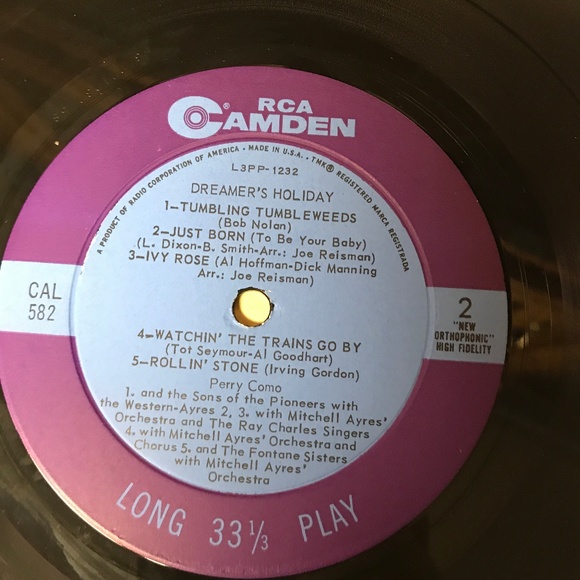 RCA
CAMDEN
A PRODUCT OF RADIO CORPORATION OF AMERICA • MADE IN U.S.A. • TMK® REGISTERED MARCA REGISTRADA
L3PP-1232
DREAMER'S HOLIDAY
1—TUMBLING TUMBLEWEEDS
(Bob Nolan)
2—JUST BORN (To Be Your Baby)
(L. Dixon-B. Smith-Arr.: Joe Reisman)
3—IVY ROSE (Al Hoffman-Dick Manning
Arr.: Joe Reisman)
CAL
582
2
"NEW
ORTHOPHONIC"
HIGH FIDELITY
4—WATCHIN' THE TRAINS GO BY
(Tot Seymour-Al Goodhart)
5—ROLLIN' STONE (Irving Gordon)
Perry Como
1. and the Sons of the Pioneers with
the Western-Ayres 2, 3. with Mitchell Ayres'
Orchestra and The Ray Charles Singers
4. with Mitchell Ayres' Orchestra and
Chorus 5. and The Fontane Sisters
with Mitchell Ayres'
Orchestra
LONG 33 1/3 PLAY